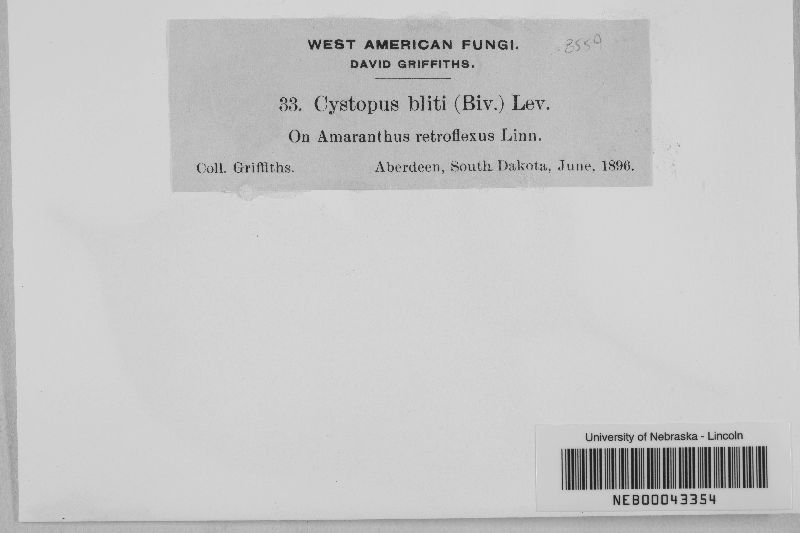 WEST AMERICAN FUNGI.
8550
DAVID GRIFFITHS.
33. Cystopus bliti (Biv.) Lev.
On Amaranthus retroflexus Linn.
Coll. Griffiths. Aberdeen, South Dakota, June, 1896.
University of Nebraska - Lincoln
NEB00043354